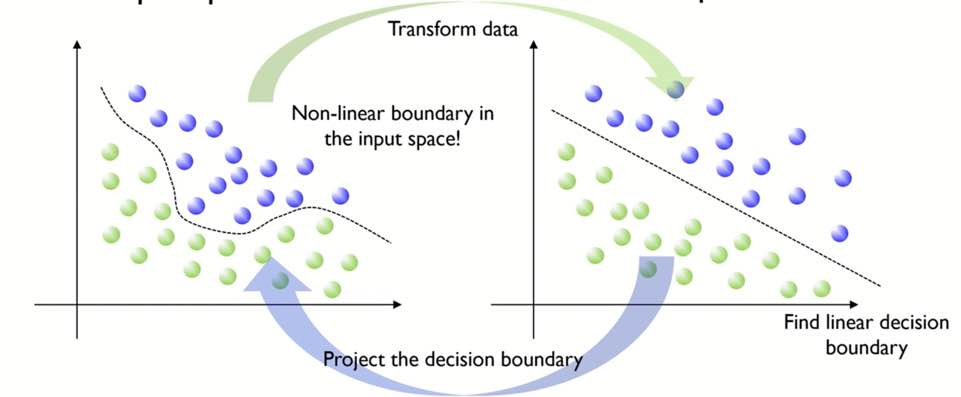 Transform data
Non-linear boundary in
the input space!
Find linear decision
boundary
Project the decision boundary